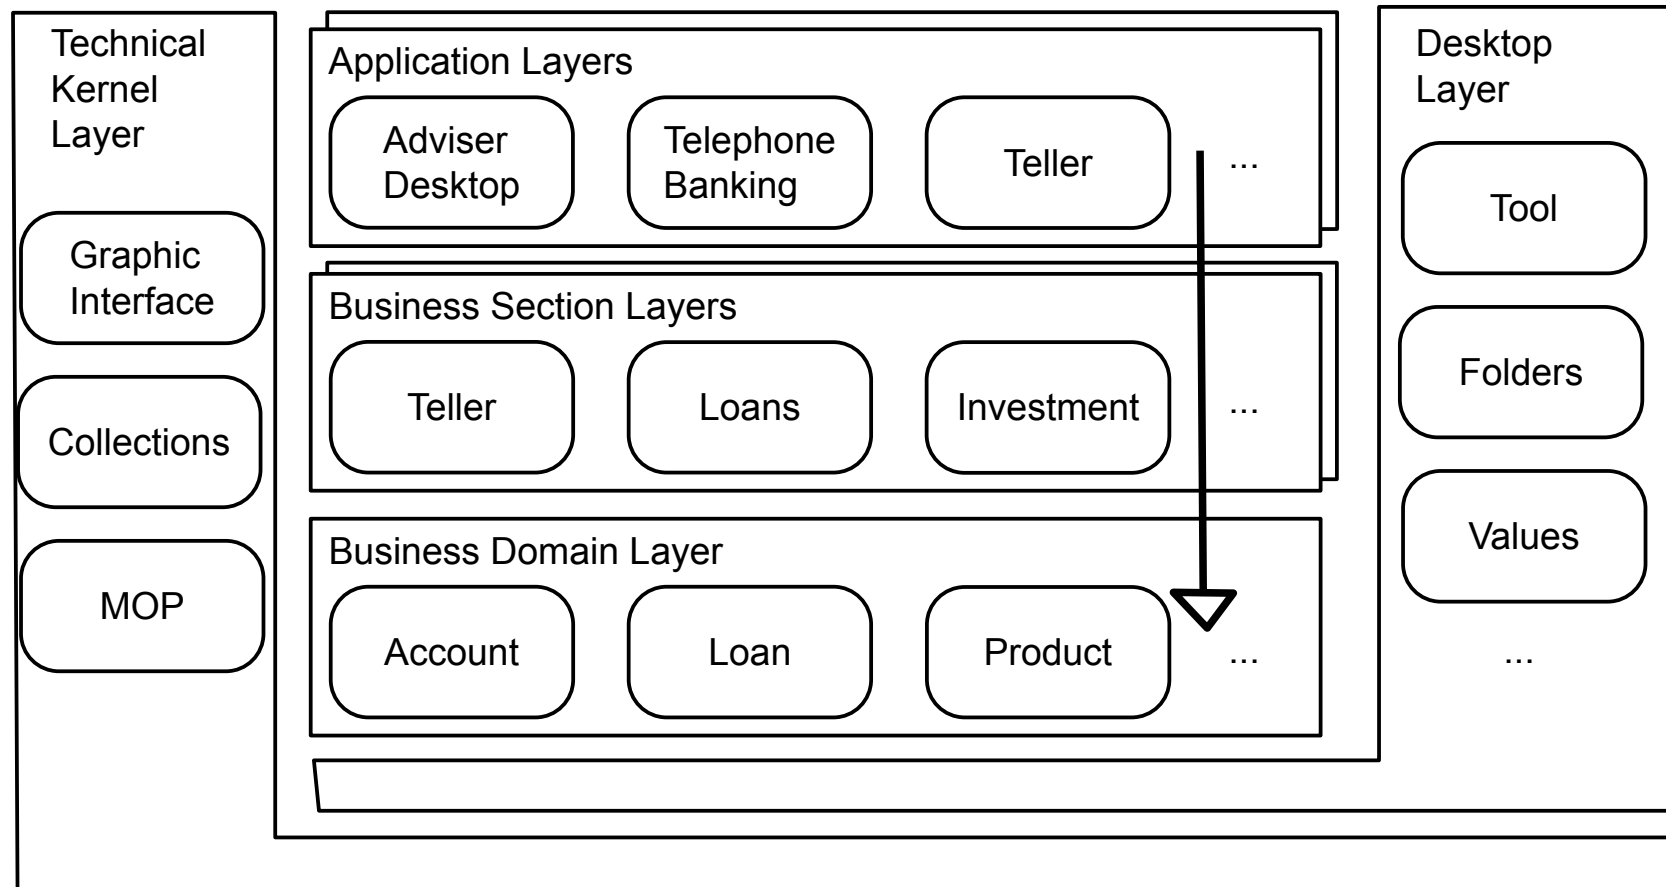 Technical
Kernel
Layer
Graphic
Interface
Collections
MOP
Application Layers
Adviser
Desktop
Telephone
Banking
Teller
...
Business Section Layers
Teller
Loans
Investment
...
Business Domain Layer
Account
Loan
Product
...
Desktop
Layer
Tool
Folders
Values
...